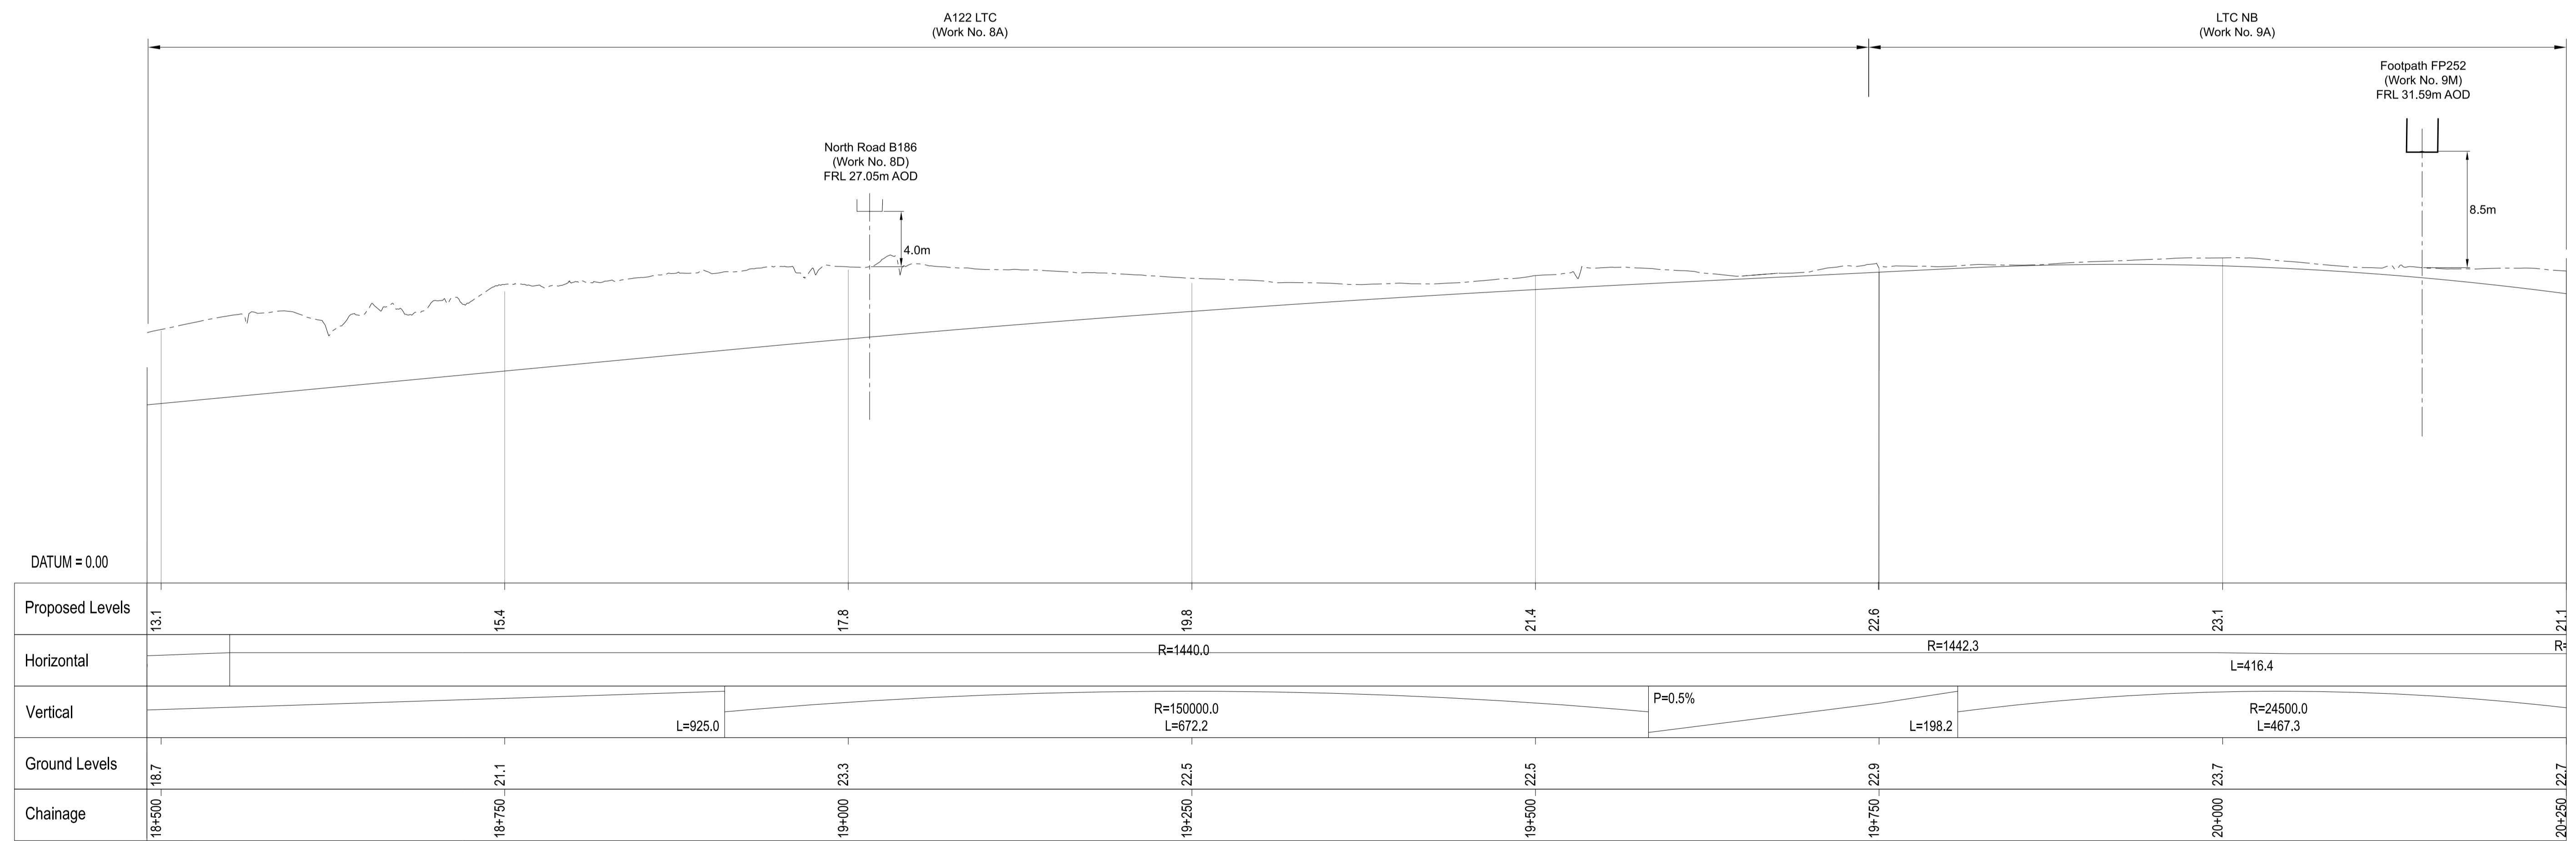 A122 LTC
(Work No. 8A)
LTC NB
(Work No. 9A)
Footpath FP252
(Work No. 9M)
FRL 31.59m AOD
North Road B186
(Work No. 8D)
FRL 27.05m AOD
8.5m
4.0m
DATUM = 0.00
Proposed Levels 13.1 15.4 17.8 19.8 21.4 22.6 23.1 21.1
Horizontal R=1440.0 R=1442.3 L=416.4 R=
Vertical L=925.0 R=150000.0 L=672.2 P=0.5% L=198.2 R=24500.0 L=467.3
Ground Levels 18.7 21.1 23.3 22.5 22.5 22.9 23.7 22.7
Chainage 18+500 18+750 19+000 19+250 19+500 19+750 20+000 20+250